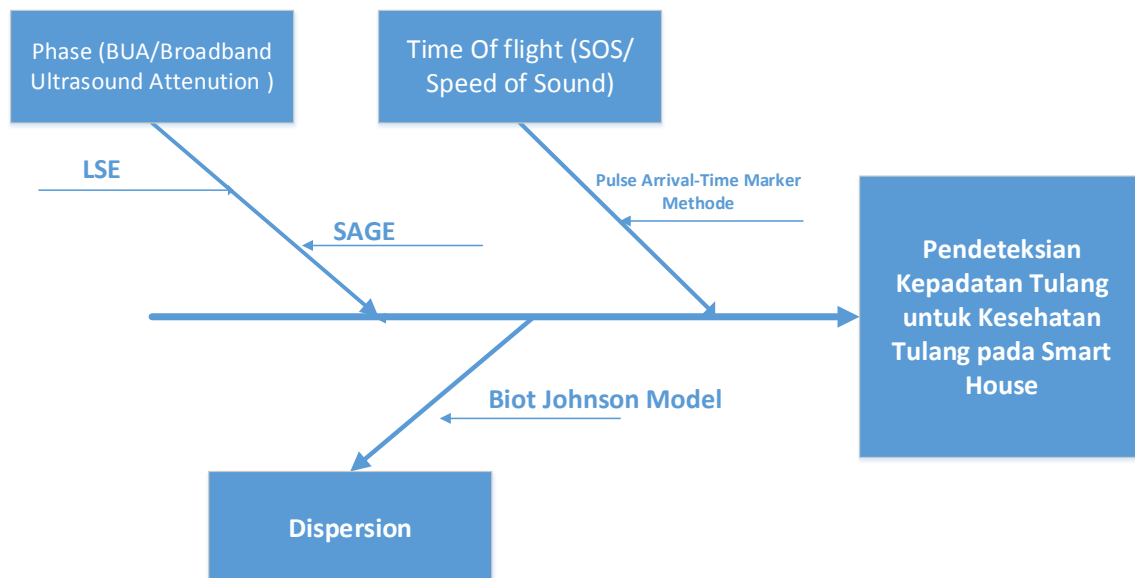 Phase (BUA/Broadband
Ultrasound Attenution )
Time Of flight (SOS/
Speed of Sound)
LSE
SAGE
Pulse Arrival-Time Marker
Methode
Pendeteksian
Kepadatan Tulang
untuk Kesehatan
Tulang pada Smart
House
Biot Johnson Model
Dispersion